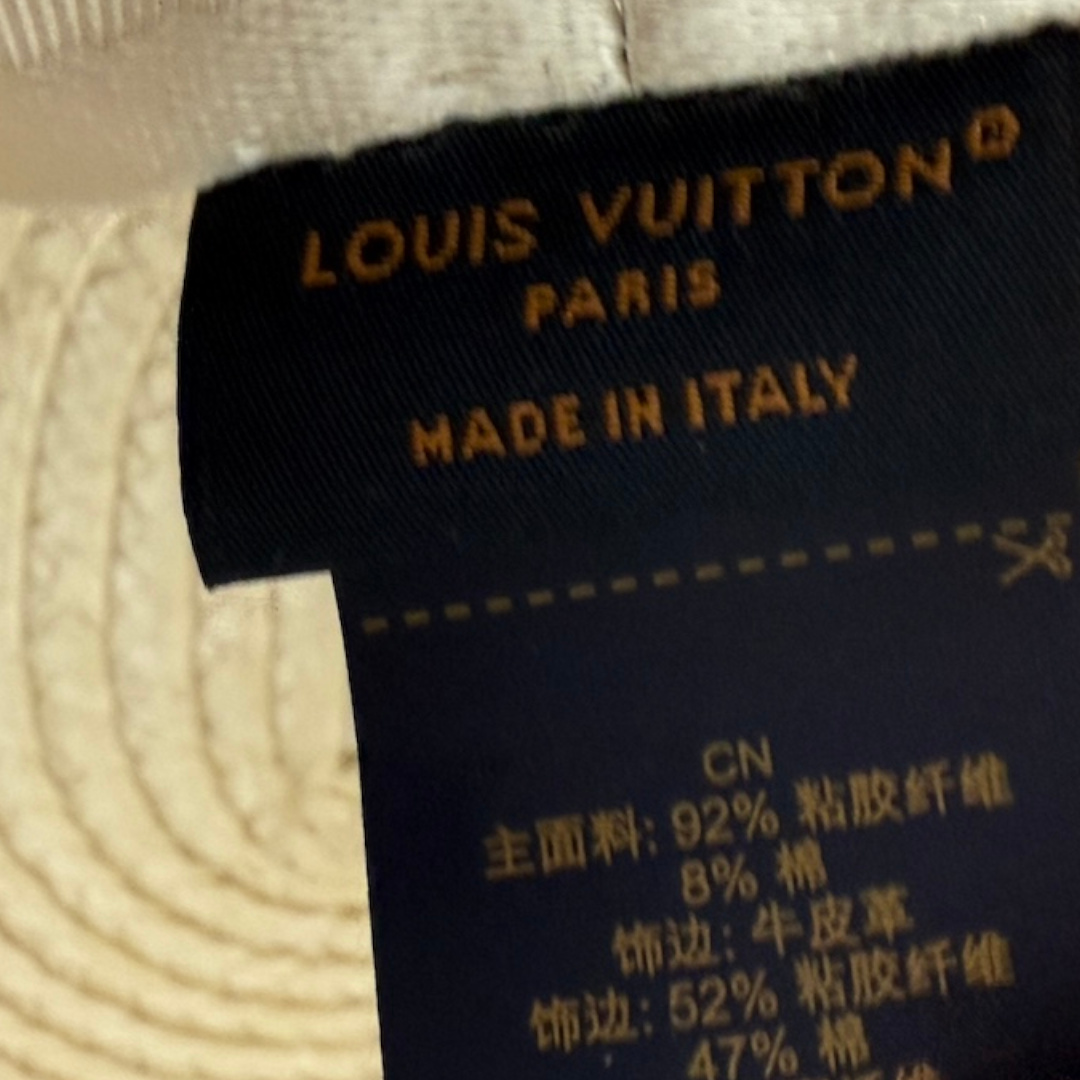 LOUIS VUITTON®
PARIS
MADE IN ITALY
CN
主面料: 92% 粘胶纤维
8% 棉
饰边: 牛皮革
饰边: 52% 粘胶纤维
47% 棉